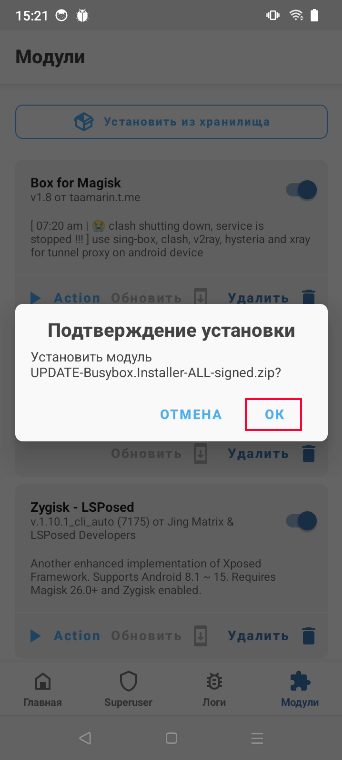 15:21
Модули
Установить из хранилища
Box for Magisk
v1.8 от taamarin.t.me
[ 07:20 am | 😭 clash shutting down, service is
stopped !!! ] use sing-box, clash, v2ray, hysteria and xray
for tunnel proxy on android device
Action Обновить Удалить
Подтверждение установки
Установить модуль
UPDATE-Busybox.Installer-ALL-signed.zip?
ОТМЕНА ОК
Обновить Удалить
Zygisk - LSPosed
v.1.10.1_cli_auto (7175) от Jing Matrix &
LSPosed Developers
Another enhanced implementation of Xposed
Framework. Supports Android 8.1 ~ 15. Requires
Magisk 26.0+ and Zygisk enabled.
Action Обновить Удалить
Главная Superuser Логи Модули